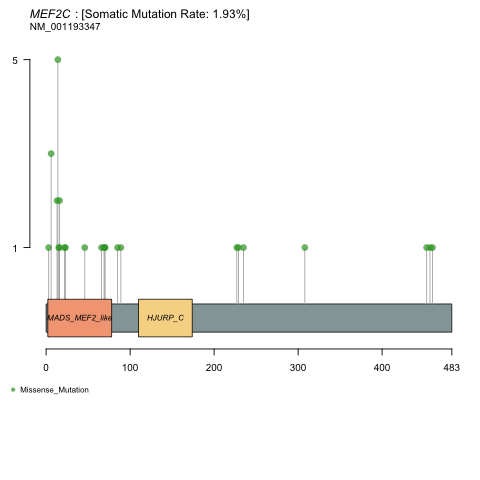 MEF2C : [Somatic Mutation Rate: 1.93%]
NM_001193347
5
1
MADS_MEF2_like
HJURP_C
0 100 200 300 400 483
Missense_Mutation